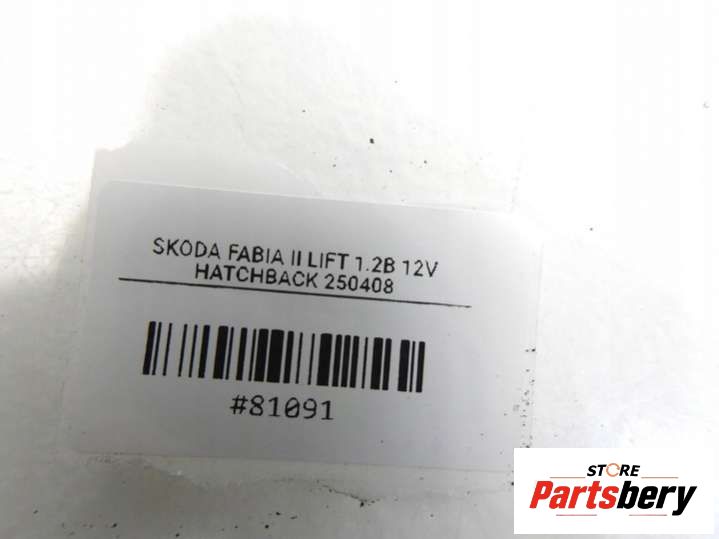 SKODA FABIA II LIFT 1.2B 12V
HATCHBACK 250408
#81091
STORE
Partsbery